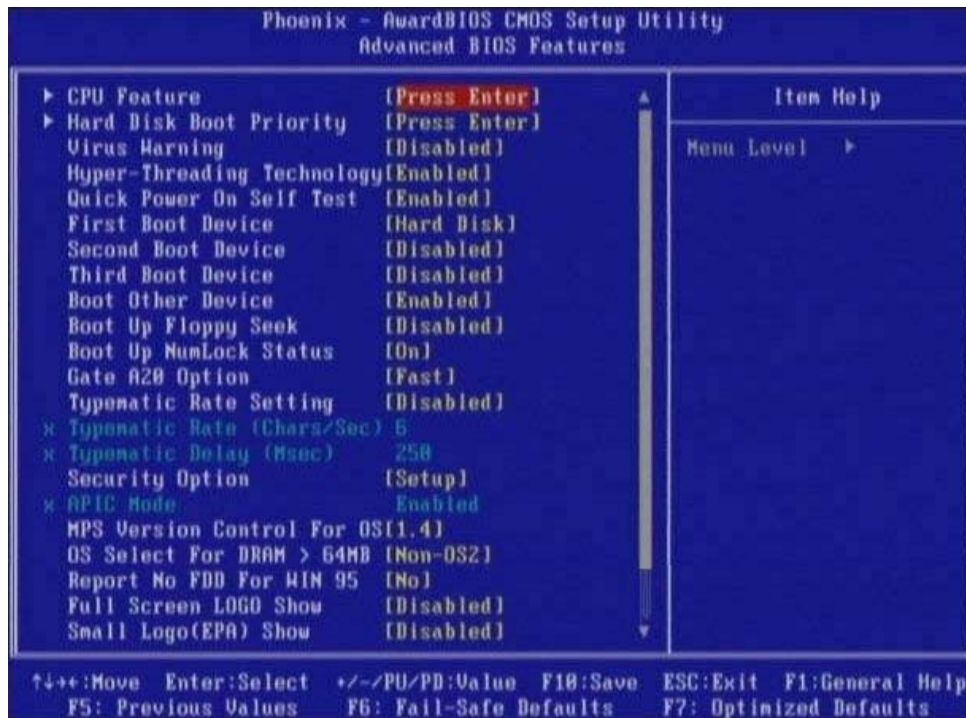 Phoenix - AwardBIOS CMOS Setup Utility
Advanced BIOS Features
CPU Feature [Press Enter]
Hard Disk Boot Priority [Press Enter]
Virus Warning [Disabled]
Hyper-Threading Technology[Enabled]
Quick Power On Self Test [Enabled]
First Boot Device [Hard Disk]
Second Boot Device [Disabled]
Third Boot Device [Disabled]
Boot Other Device [Enabled]
Boot Up Floppy Seek [Disabled]
Boot Up NumLock Status [On]
Gate A20 Option [Fast]
Typematic Rate Setting [Disabled]
x Typematic Rate (Chars/Sec) 6
x Typematic Delay (Msec) 250
Security Option [Setup]
x APIC Mode Enabled
MPS Version Control For OS[1.4]
OS Select For DRAM > 64MB [Non-OS2]
Report No FDD For WIN 95 [No]
Full Screen LOGO Show [Disabled]
Small Logo(EPA) Show [Disabled]
Item Help
Menu Level
↑↓→←:Move Enter:Select +/-/PU/PD:Value F10:Save ESC:Exit F1:General Help
F5: Previous Values F6: Fail-Safe Defaults F7: Optimized Defaults